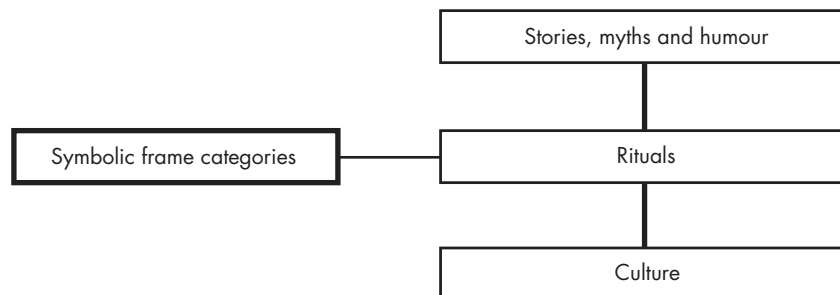 Stories, myths and humour
Symbolic frame categories
Rituals
Culture